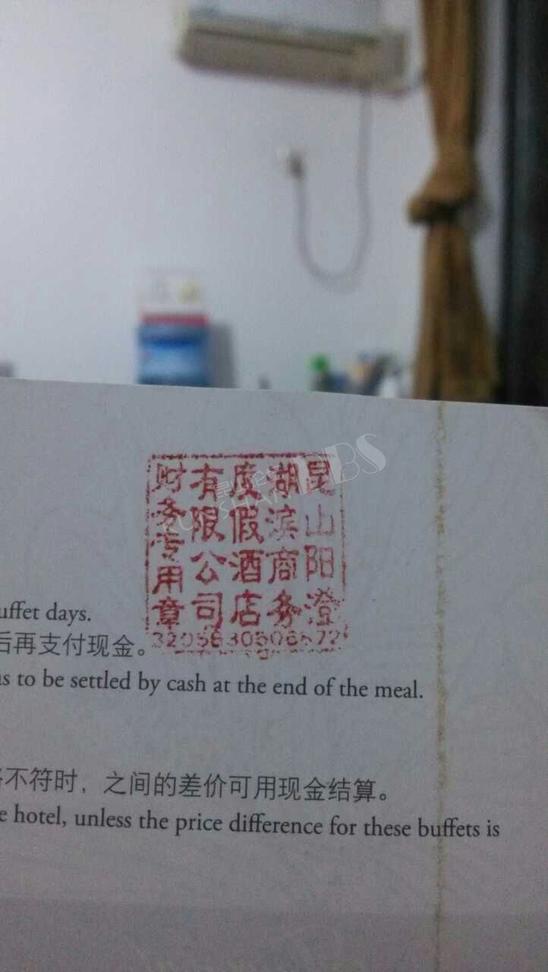 昆山阳澄
湖滨商务
度假酒店
有限公司
财务专用章
uffet days.
后再支付现金。
s to be settled by cash at the end of the meal.
不符时，之间的差价可用现金结算。
e hotel, unless the price difference for these buffets is